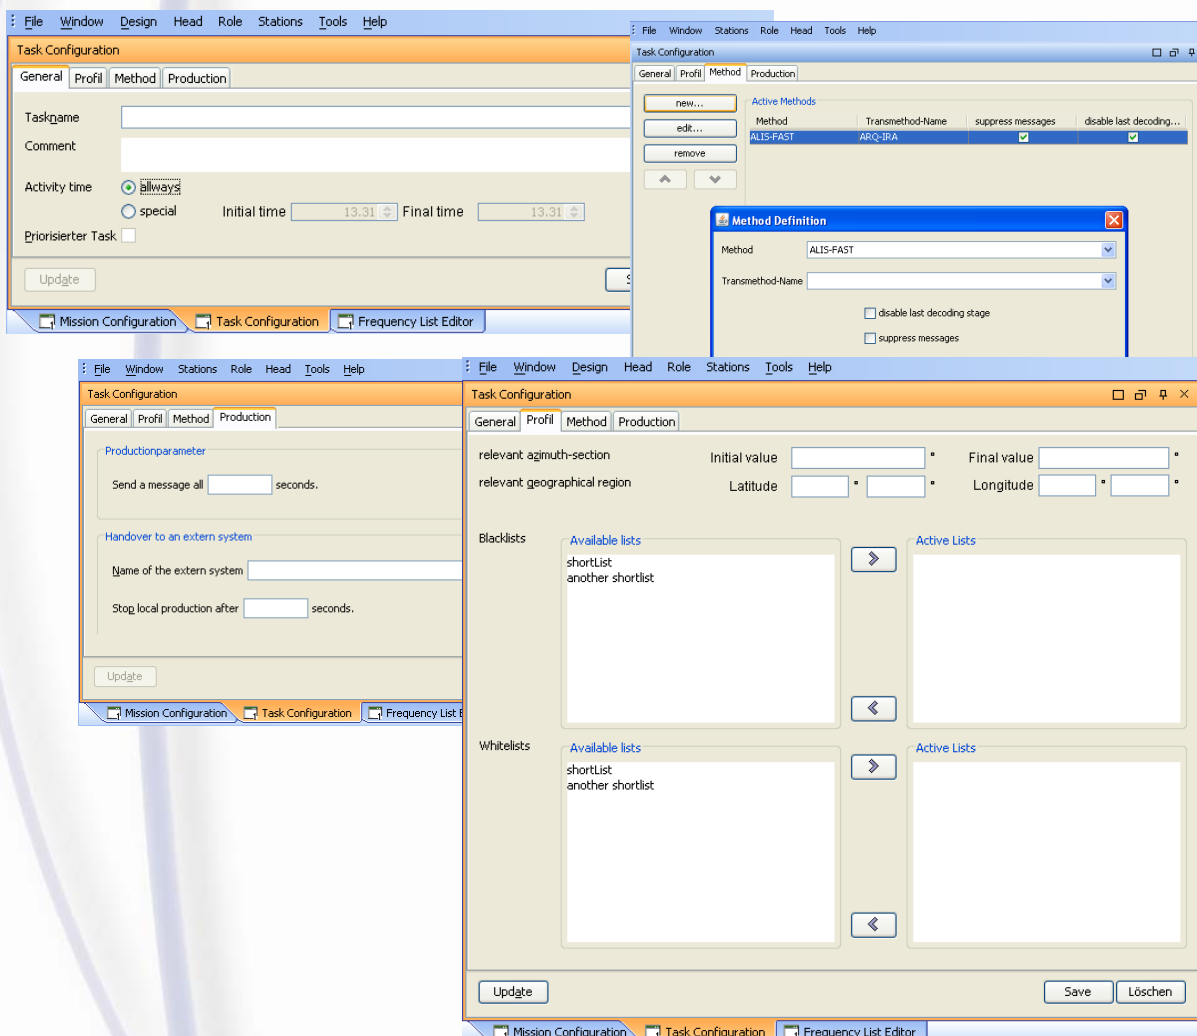 File Window Design Head Role Stations Tools Help
Task Configuration
General Profil Method Production
Taskname
Comment
Activity time allways
special Initial time 13.31 Final time 13.31
Priorisierter Task
Update
Mission Configuration Task Configuration Frequency List Editor
File Window Stations Role Head Tools Help
Task Configuration
General Profil Method Production
new...
edit...
remove
Active Methods
Method Transmethod-Name suppress messages disable last decoding...
ALIS-FAST ARQ-IRA
Method Definition
Method ALIS-FAST
Transmethod-Name
disable last decoding stage
suppress messages
File Window Stations Role Head Tools Help
Task Configuration
General Profil Method Production
Productionparameter
Send a message all seconds.
Handover to an extern system
Name of the extern system
Stop local production after seconds.
Update
Mission Configuration Task Configuration Frequency List
File Window Design Head Role Stations Tools Help
Task Configuration
General Profil Method Production
relevant azimuth-section Initial value ° Final value °
relevant geographical region Latitude ° ° Longitude ° °
Blacklists Available lists Active Lists
shortList
another shortlist
Whitelists Available lists Active Lists
shortList
another shortlist
Update Save Löschen
Mission Configuration Task Configuration Frequency List Editor